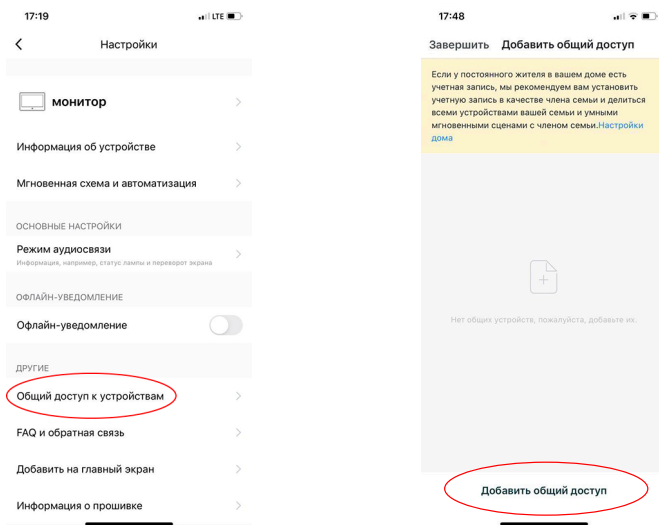 17:19
LTE
Настройки
монитор
Информация об устройстве
Мгновенная схема и автоматизация
ОСНОВНЫЕ НАСТРОЙКИ
Режим аудиосвязи
Информация, например, статус лампы и переворот экрана
ОФЛАЙН-УВЕДОМЛЕНИЕ
Офлайн-уведомление
ДРУГИЕ
Общий доступ к устройствам
FAQ и обратная связь
Добавить на главный экран
Информация о прошивке
17:48
Завершить Добавить общий доступ
Если у постоянного жителя в вашем доме есть
учетная запись, мы рекомендуем вам установить
учетную запись в качестве члена семьи и делиться
всеми устройствами вашей семьи и умными
мгновенными сценами с членом семьи.Настройки
дома
Нет общих устройств, пожалуйста, добавьте их.
Добавить общий доступ